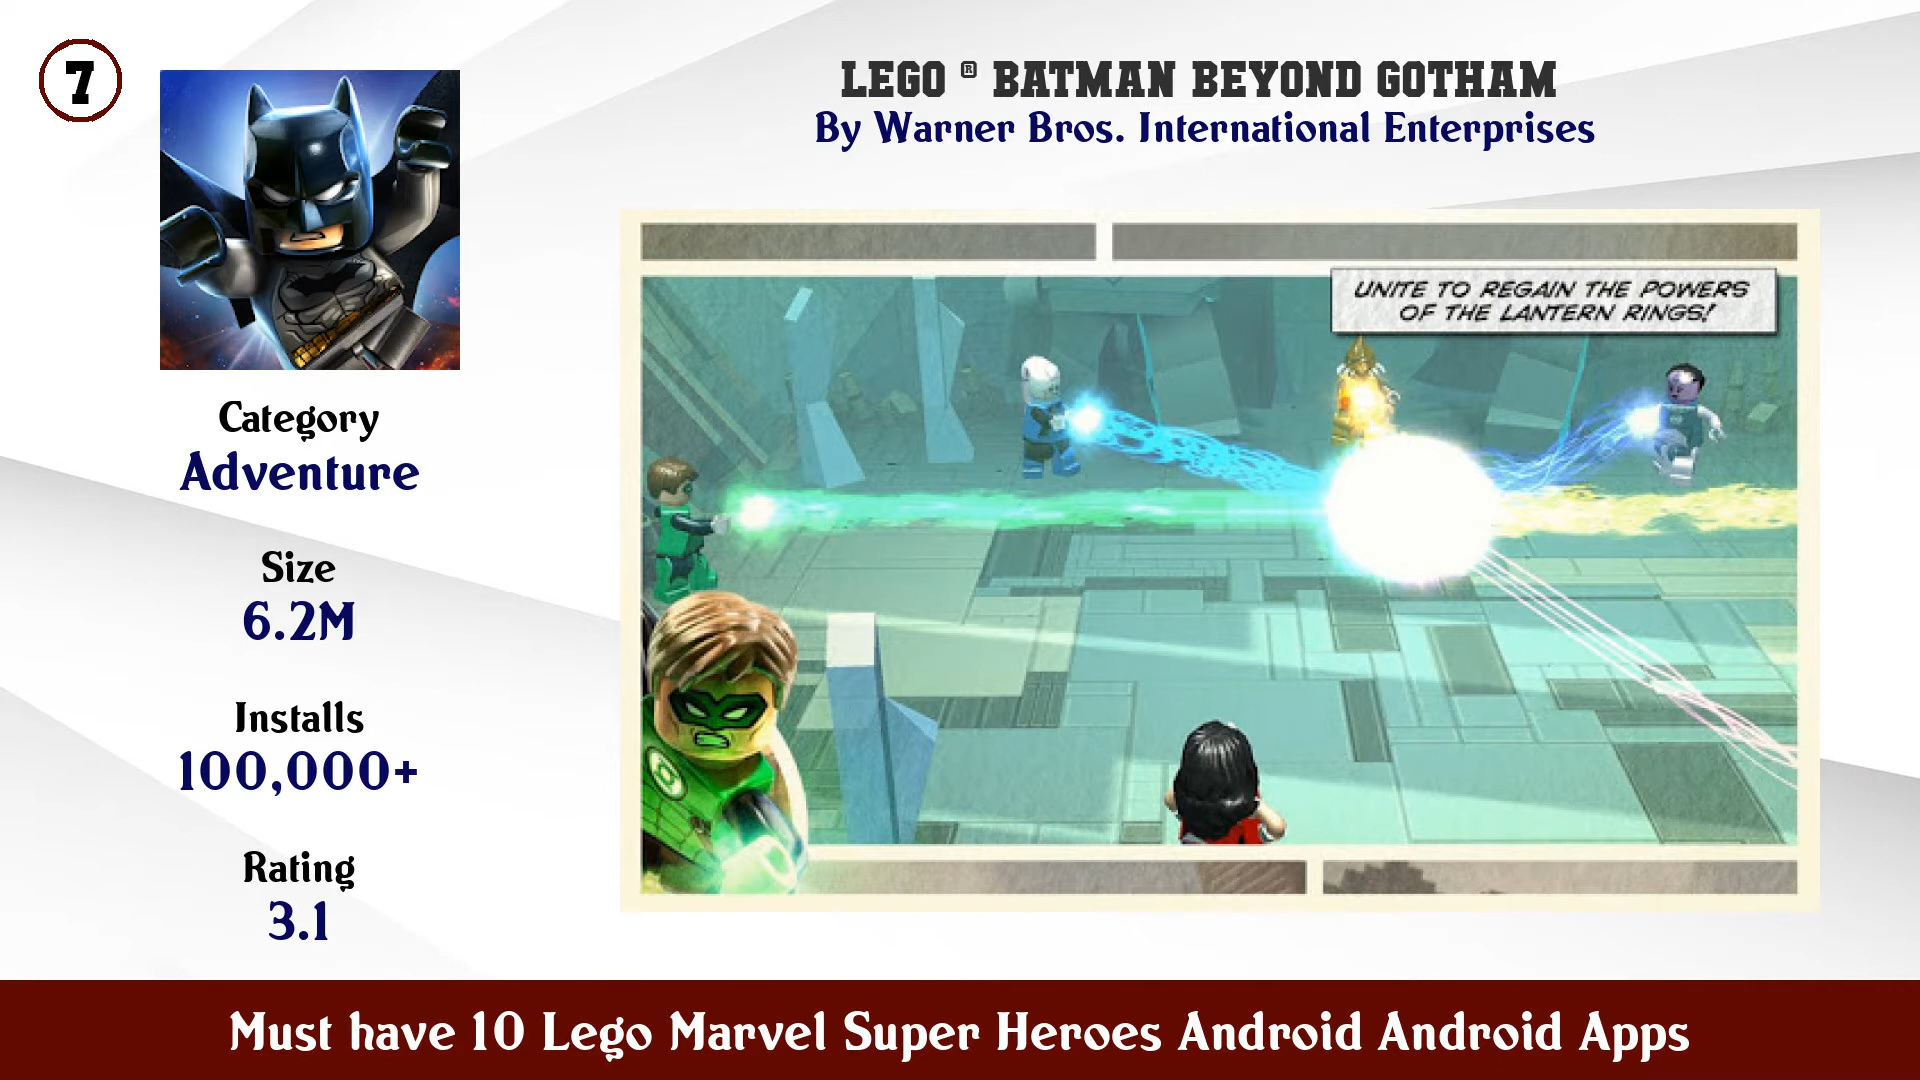 7
LEGO ® BATMAN BEYOND GOTHAM
By Warner Bros. International Enterprises
UNITE TO REGAIN THE POWERS
OF THE LANTERN RINGS!
Category
Adventure
Size
6.2M
Installs
100,000+
Rating
3.1
Must have 10 Lego Marvel Super Heroes Android Android Apps